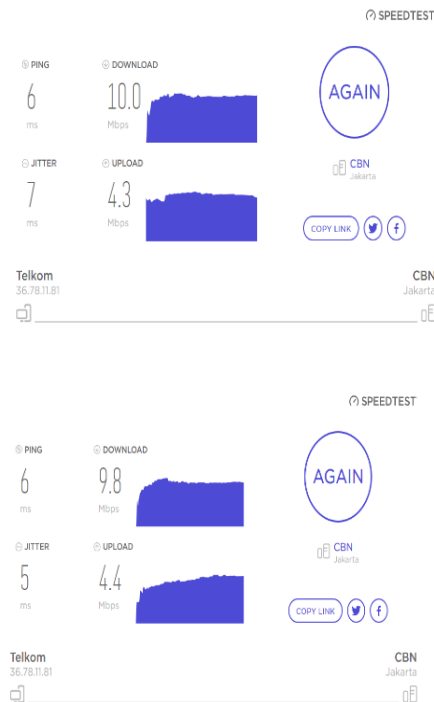 SPEEDTEST
PING
6
ms
DOWNLOAD
10.0
Mbps
AGAIN
JITTER
7
ms
UPLOAD
4.3
Mbps
CBN
Jakarta
COPY LINK
Telkom
36.78.11.81
CBN
Jakarta
SPEEDTEST
PING
6
ms
DOWNLOAD
9.8
Mbps
AGAIN
JITTER
5
ms
UPLOAD
4.4
Mbps
CBN
Jakarta
COPY LINK
Telkom
36.78.11.81
CBN
Jakarta